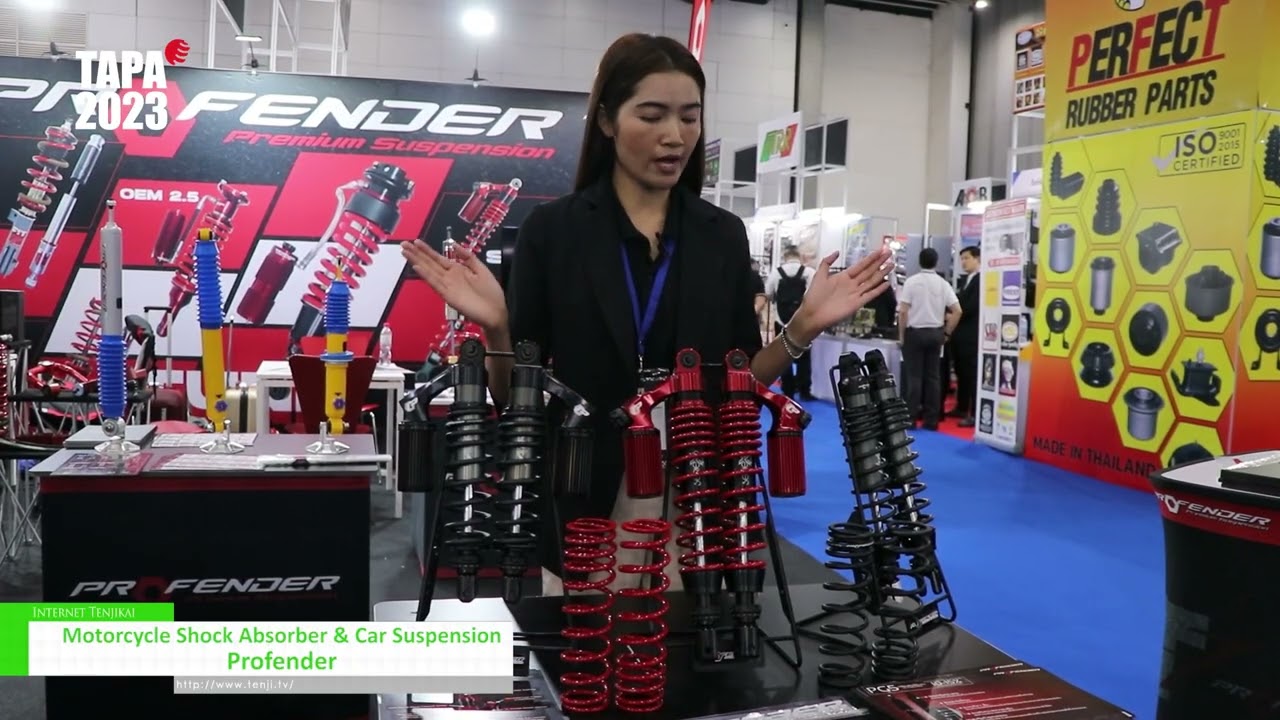 TAPA
2023
PROFENDER
Premium Suspension
OEM 2.5
PERFECT
RUBBER PARTS
ISO 9001
2015
CERTIFIED
MADE IN THAILAND
PROFENDER
PROFENDER
INTERNET TENJIKAI
Motorcycle Shock Absorber & Car Suspension
Profender
http://www.tenji.tv/